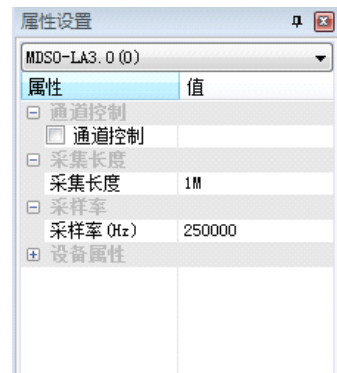 属性设置
MDSO-LA3.0(0)
属性 值
通道控制
通道控制
采集长度
采集长度 1M
采样率
采样率(Hz) 250000
设备属性